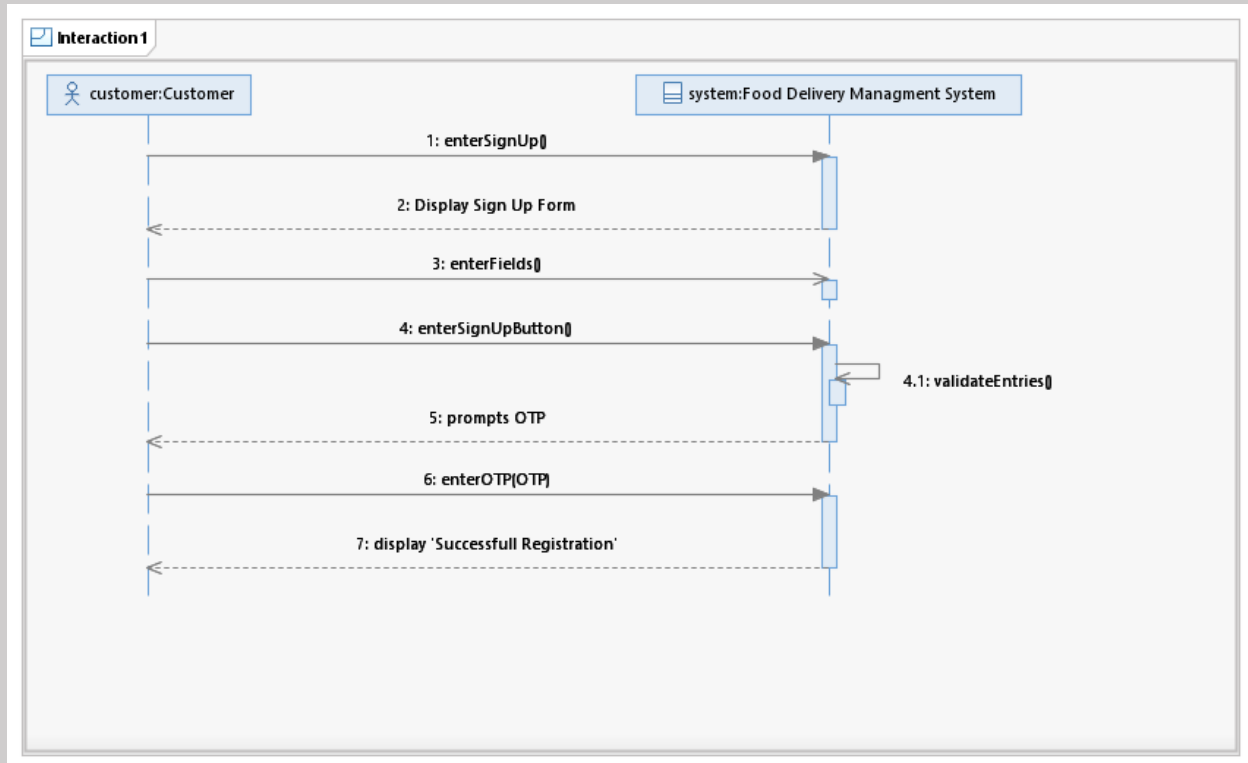 Interaction1
customer:Customer
system:Food Delivery Managment System
1: enterSignUp()
2: Display Sign Up Form
3: enterFields()
4: enterSignUpButton()
4.1: validateEntries()
5: prompts OTP
6: enterOTP(OTP)
7: display 'Successfull Registration'